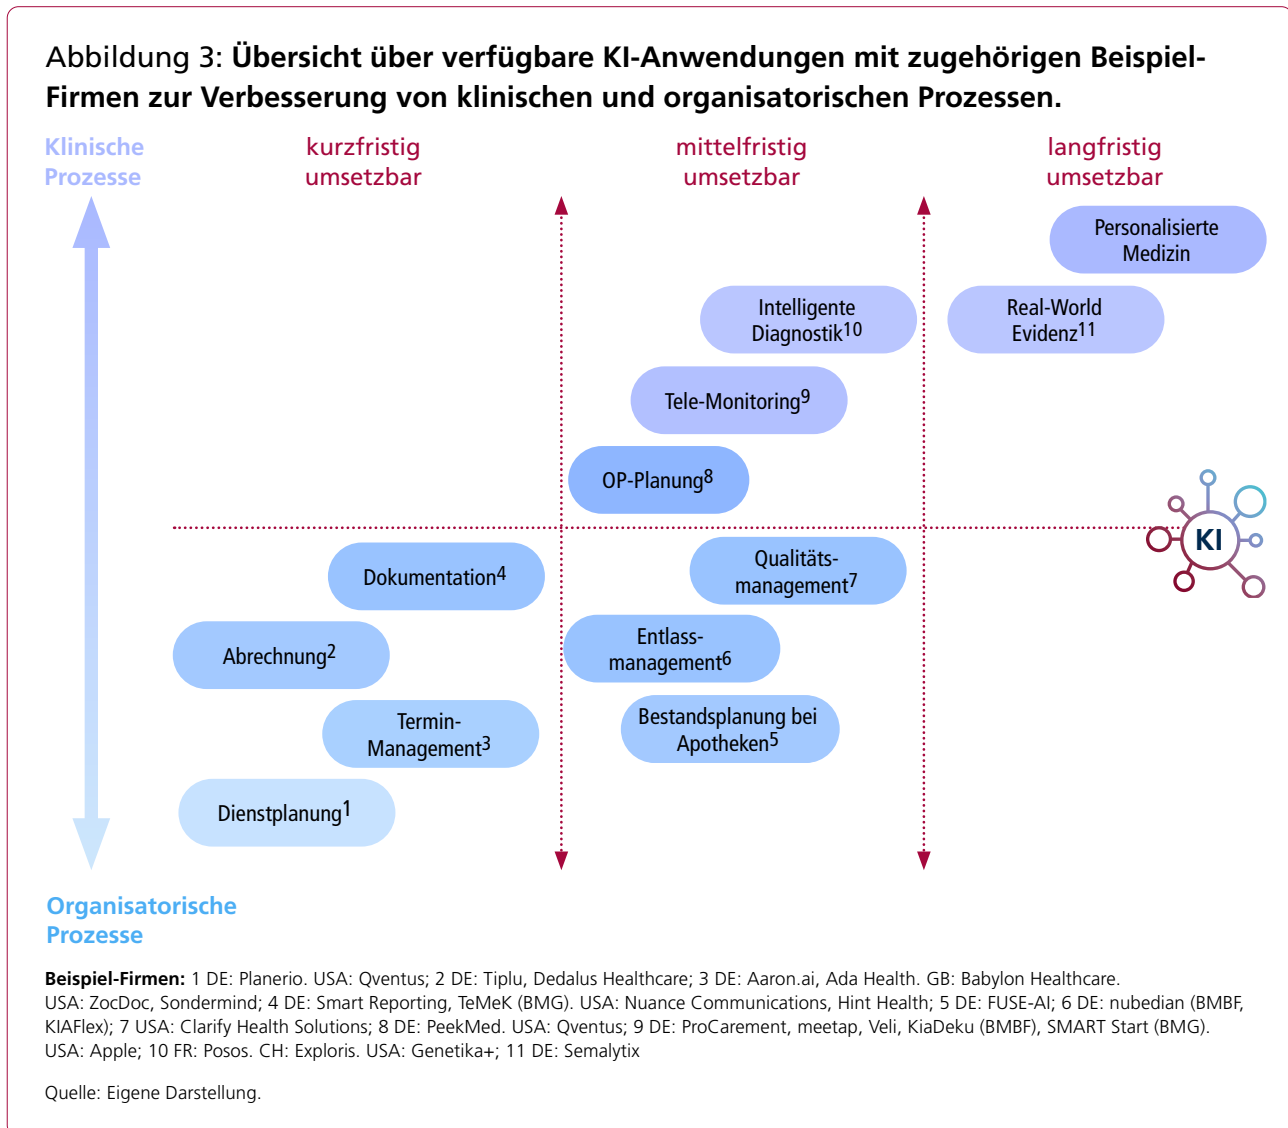 Abbildung 3: Übersicht über verfügbare KI-Anwendungen mit zugehörigen Beispiel-
Firmen zur Verbesserung von klinischen und organisatorischen Prozessen.
Klinische
Prozesse
kurzfristig
umsetzbar
mittelfristig
umsetzbar
langfristig
umsetzbar
Personalisierte
Medizin
Intelligente
Diagnostik10
Real-World
Evidenz11
Tele-Monitoring9
OP-Planung8
KI
Dokumentation4
Qualitäts-
management7
Abrechnung2
Entlass-
management6
Termin-
Management3
Bestandsplanung bei
Apotheken5
Dienstplanung1
Organisatorische
Prozesse
Beispiel-Firmen: 1 DE: Planerio. USA: Qventus; 2 DE: Tiplu, Dedalus Healthcare; 3 DE: Aaron.ai, Ada Health. GB: Babylon Healthcare.
USA: ZocDoc, Sondermind; 4 DE: Smart Reporting, TeMeK (BMG). USA: Nuance Communications, Hint Health; 5 DE: FUSE-AI; 6 DE: nubedian (BMBF,
KIAFlex); 7 USA: Clarify Health Solutions; 8 DE: PeekMed. USA: Qventus; 9 DE: ProCarement, meetap, Veli, KiaDeku (BMBF), SMART Start (BMG).
USA: Apple; 10 FR: Posos. CH: Exploris. USA: Genetika+; 11 DE: Semalytix
Quelle: Eigene Darstellung.